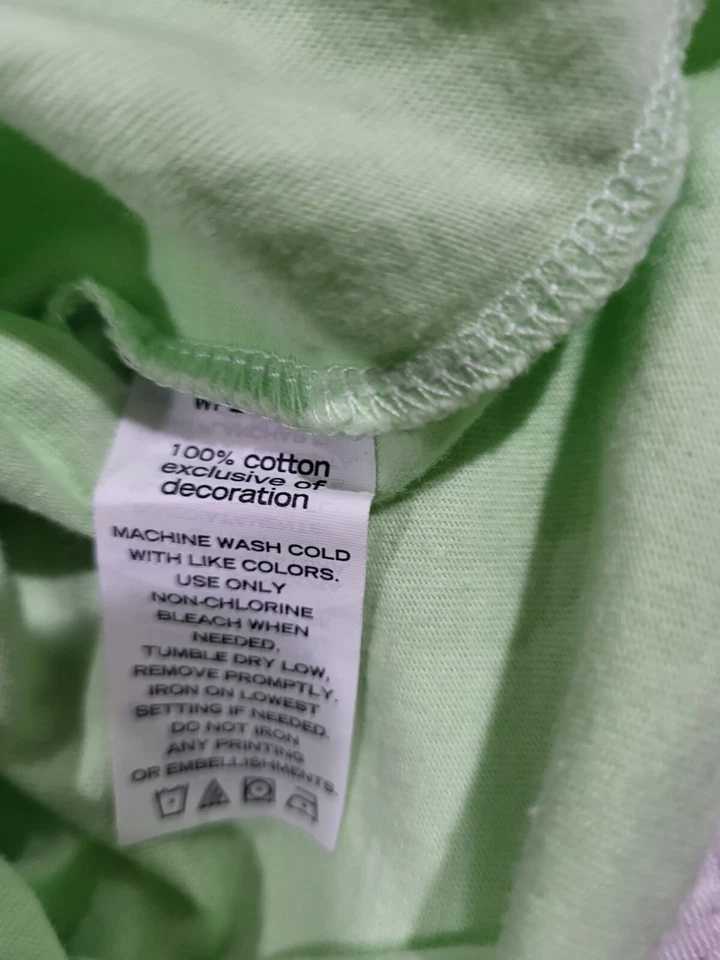 100% cotton
exclusive of
decoration
MACHINE WASH COLD
WITH LIKE COLORS.
USE ONLY
NON-CHLORINE
BLEACH WHEN
NEEDED.
TUMBLE DRY LOW,
REMOVE PROMPTLY.
IRON ON LOWEST
SETTING IF NEEDED.
DO NOT IRON
ANY PRINTING
OR EMBELLISHMENTS.